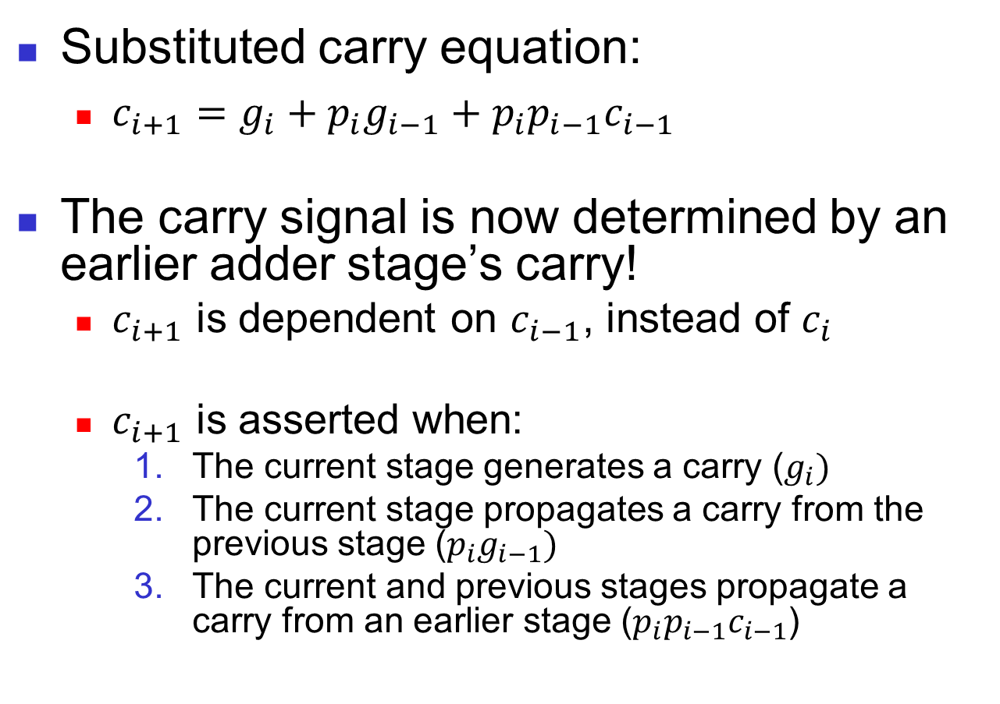 Substituted carry equation:
$c_{i+1} = g_i + p_i g_{i-1} + p_i p_{i-1} c_{i-1}$
The carry signal is now determined by an
earlier adder stage’s carry!
$c_{i+1}$ is dependent on $c_{i-1}$, instead of $c_i$
$c_{i+1}$ is asserted when:
1. The current stage generates a carry ($g_i$)
2. The current stage propagates a carry from the
previous stage ($p_i g_{i-1}$)
3. The current and previous stages propagate a
carry from an earlier stage ($p_i p_{i-1} c_{i-1}$)